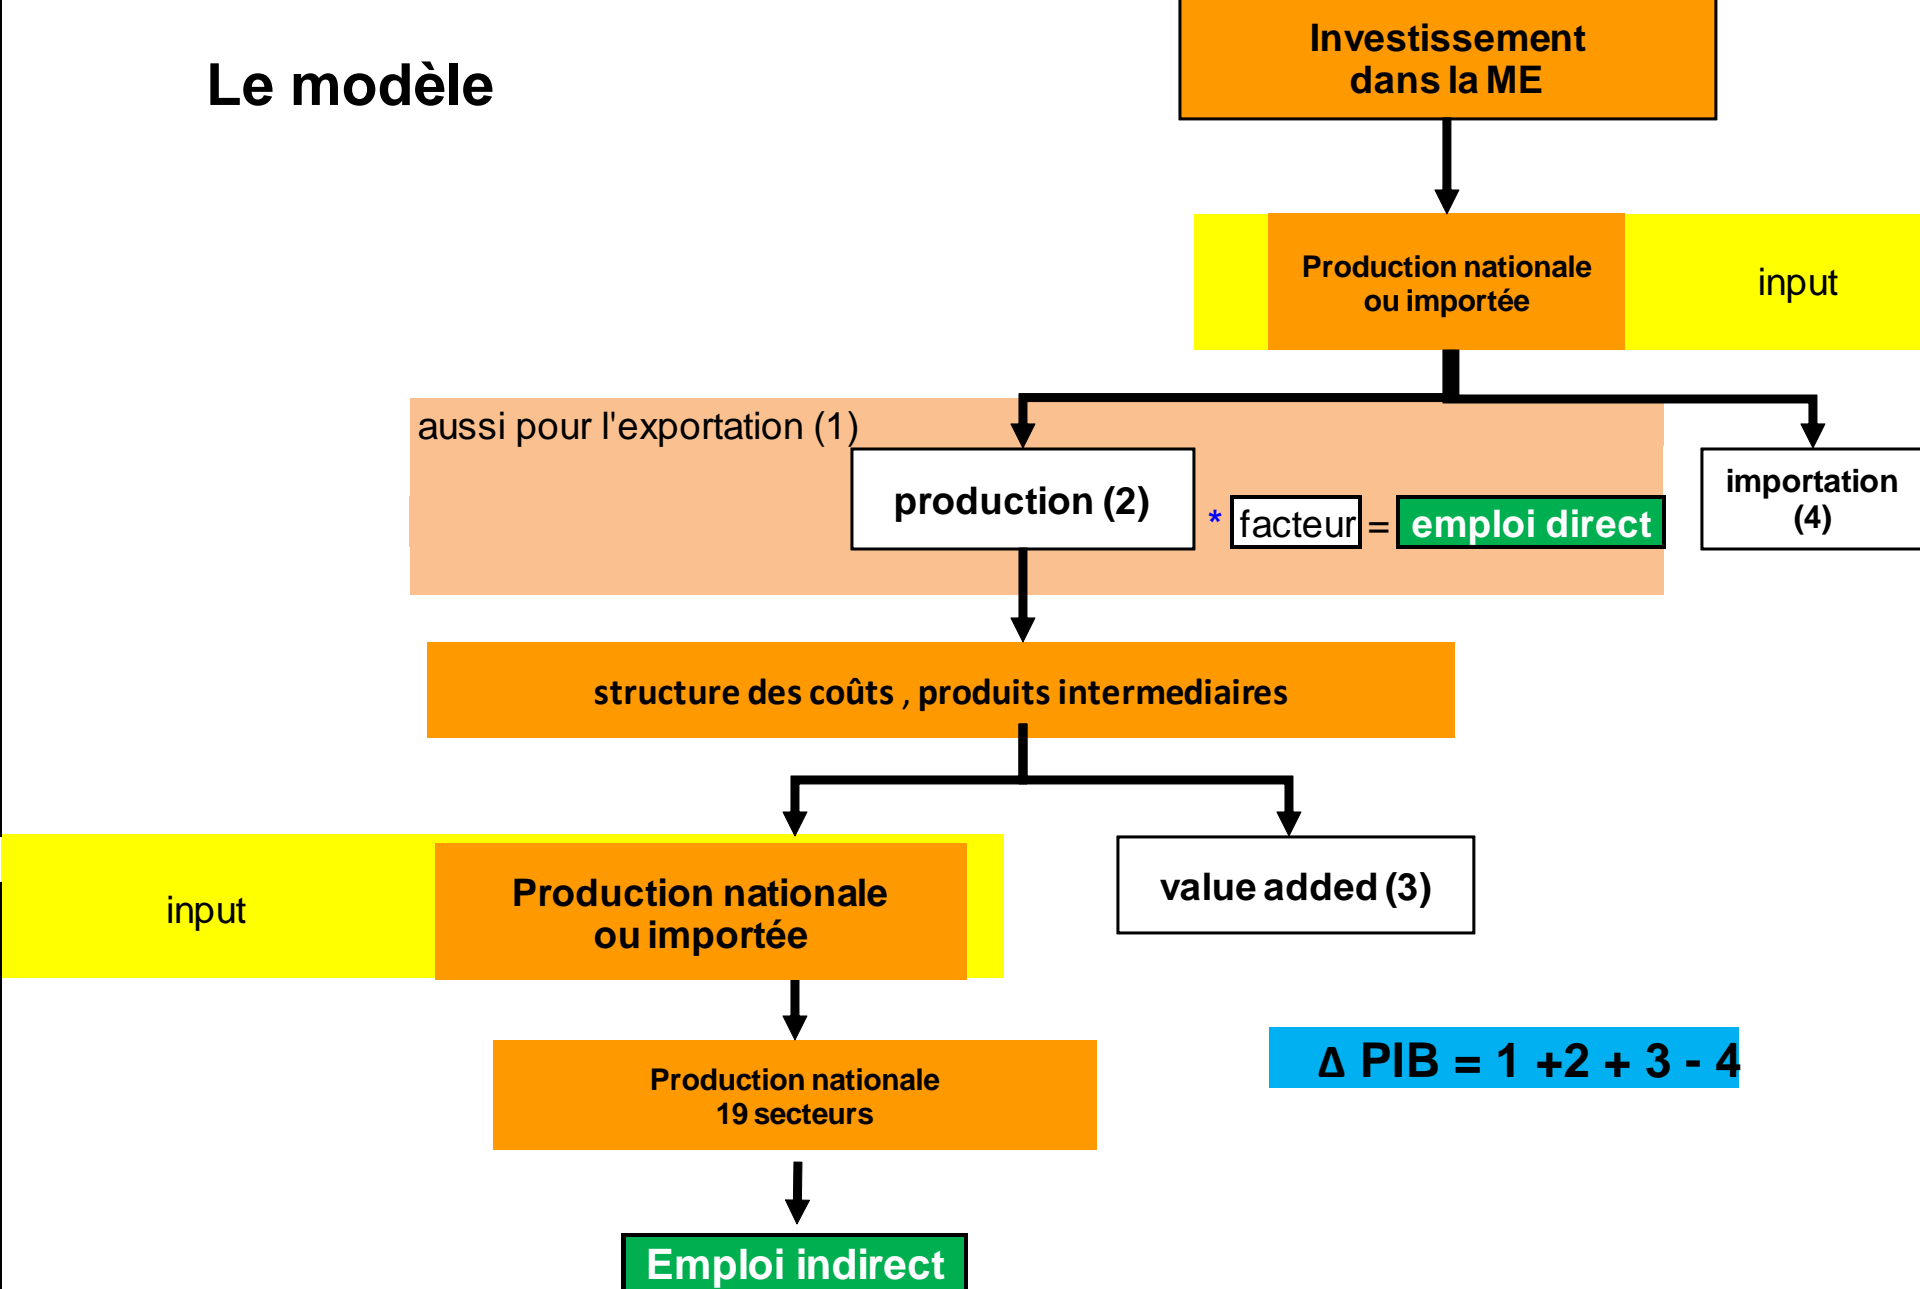 Le modèle
Investissement
dans la ME
Production nationale
ou importée
input
aussi pour l'exportation (1)
production (2)
* facteur = emploi direct
importation
(4)
structure des coûts , produits intermediaires
input
Production nationale
ou importée
value added (3)
Production nationale
19 secteurs
Δ PIB = 1 +2 + 3 - 4
Emploi indirect